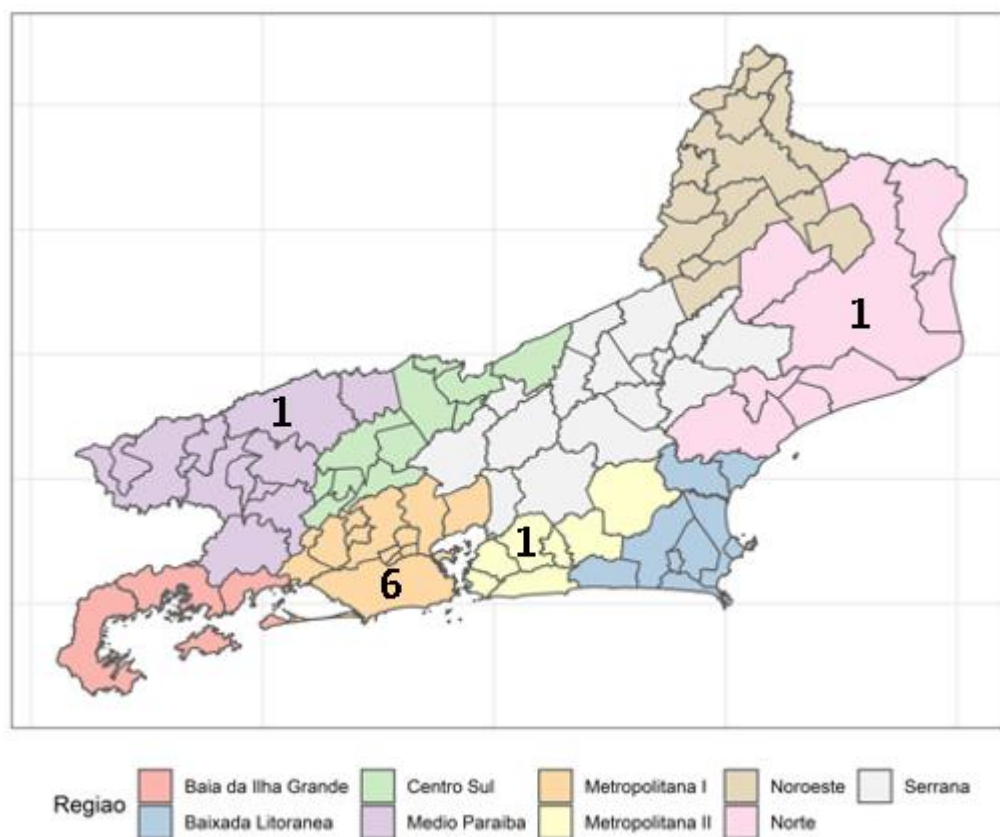 1
1
1
6
Regiao
Baia da Ilha Grande Centro Sul Metropolitana I Noroeste Serrana
Baixada Litoranea Medio Paraiba Metropolitana II Norte